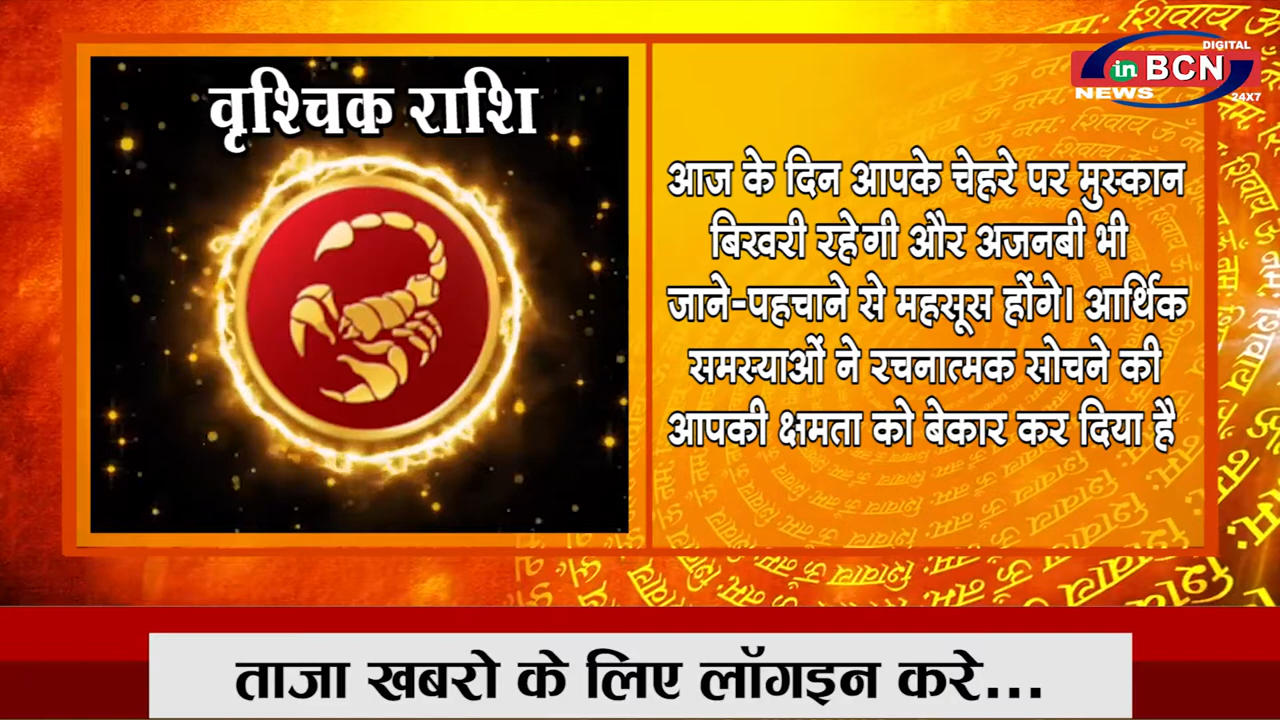 वृश्चिक राशि
DIGITAL
in BCN
NEWS
24X7
आज के दिन आपके चेहरे पर मुस्कान
बिखरी रहेगी और अजनबी भी
जाने-पहचाने से महसूस होंगे। आर्थिक
समस्याओं ने रचनात्मक सोचने की
आपकी क्षमता को बेकार कर दिया है
ताजा खबरो के लिए लॉगइन करे...